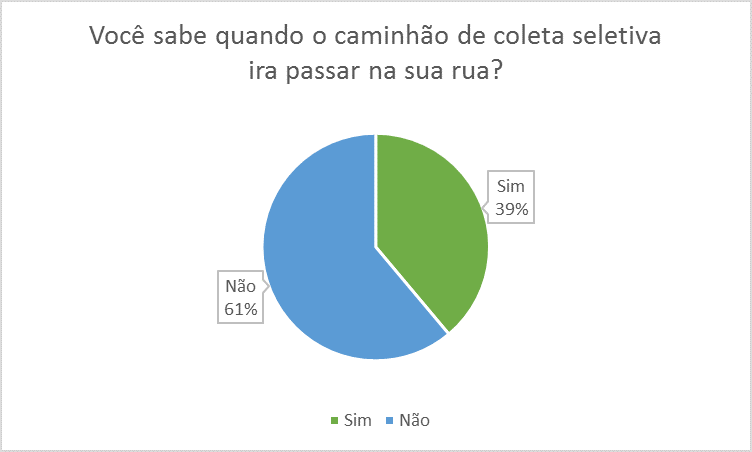 Você sabe quando o caminhão de coleta seletiva
ira passar na sua rua?
Sim
39%
Não
61%
Sim
Não